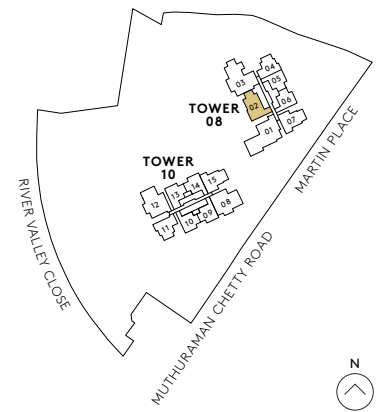 04
03
05
02
06
TOWER
08
07
01
MARTIN PLACE
TOWER
10
15
14
13
12
08
09
10
11
RIVER VALLEY CLOSE
MUTHURAMAN CHETTY ROAD
N